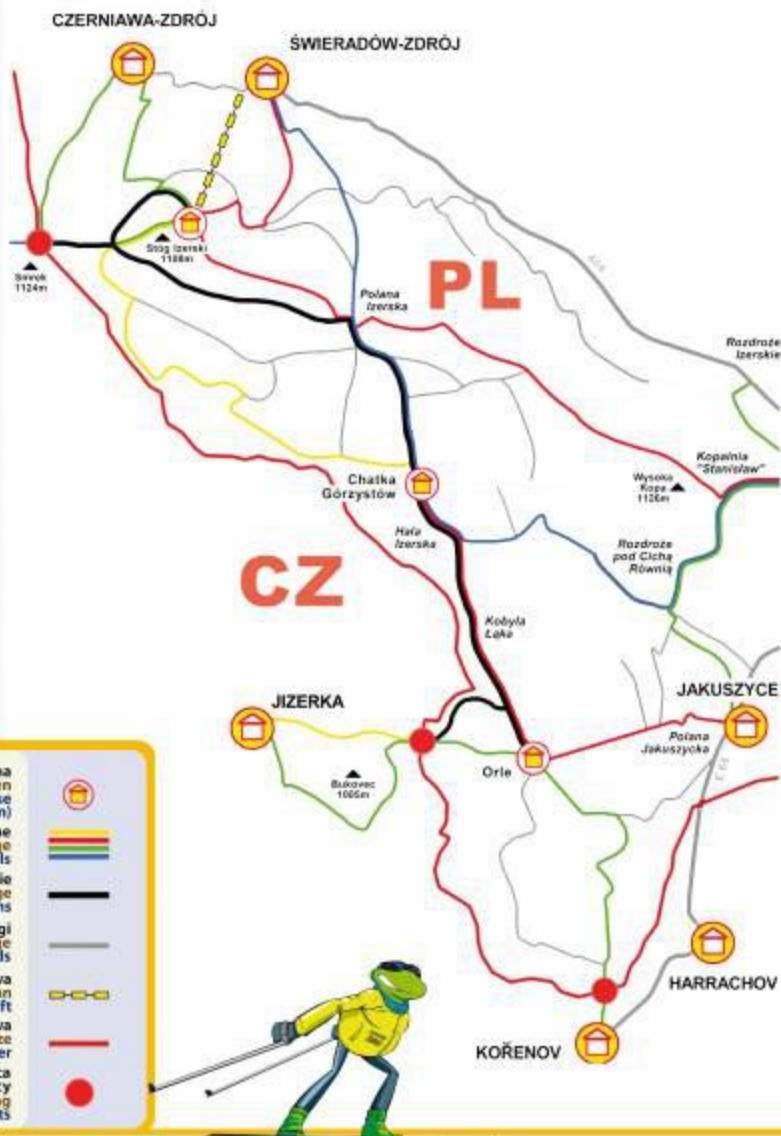 CZERNIAWA-ZDRÓJ
ŚWIERADÓW-ZDRÓJ
Stóg Izerski
1108m
Smrek
1124m
Polana
Izerska
PL
Rozdroże
Izerskie
Kopalnia
"Stanisław"
Wysoka
Kopa
1126m
Chatka
Górzystów
Hala
Izerska
Rozdroże
pod Cichą
Równią
CZ
Kobyla
Łąka
JIZERKA
JAKUSZYCE
Polana
Jakuszycka
Orle
Bukovec
1005m
E 65
HARRACHOV
KOŘENOV